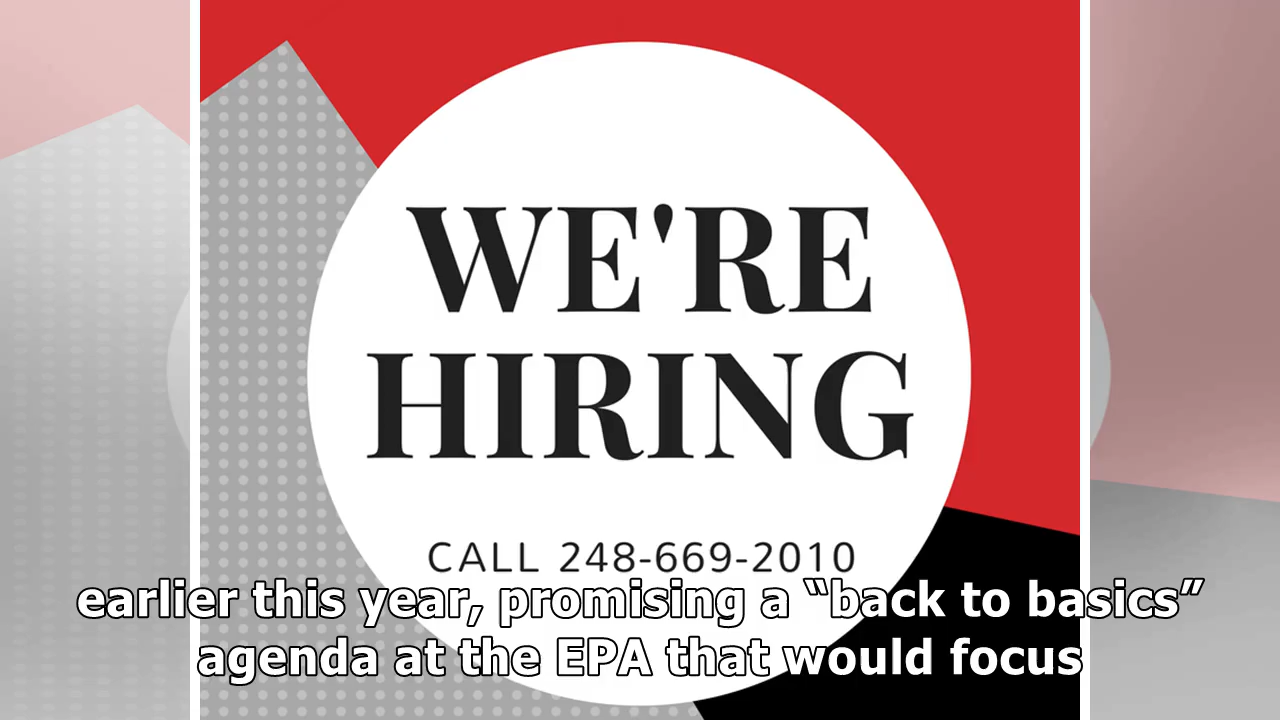 WE'RE
HIRING
CALL 248-669-2010
earlier this year, promising a “back to basics”
agenda at the EPA that would focus